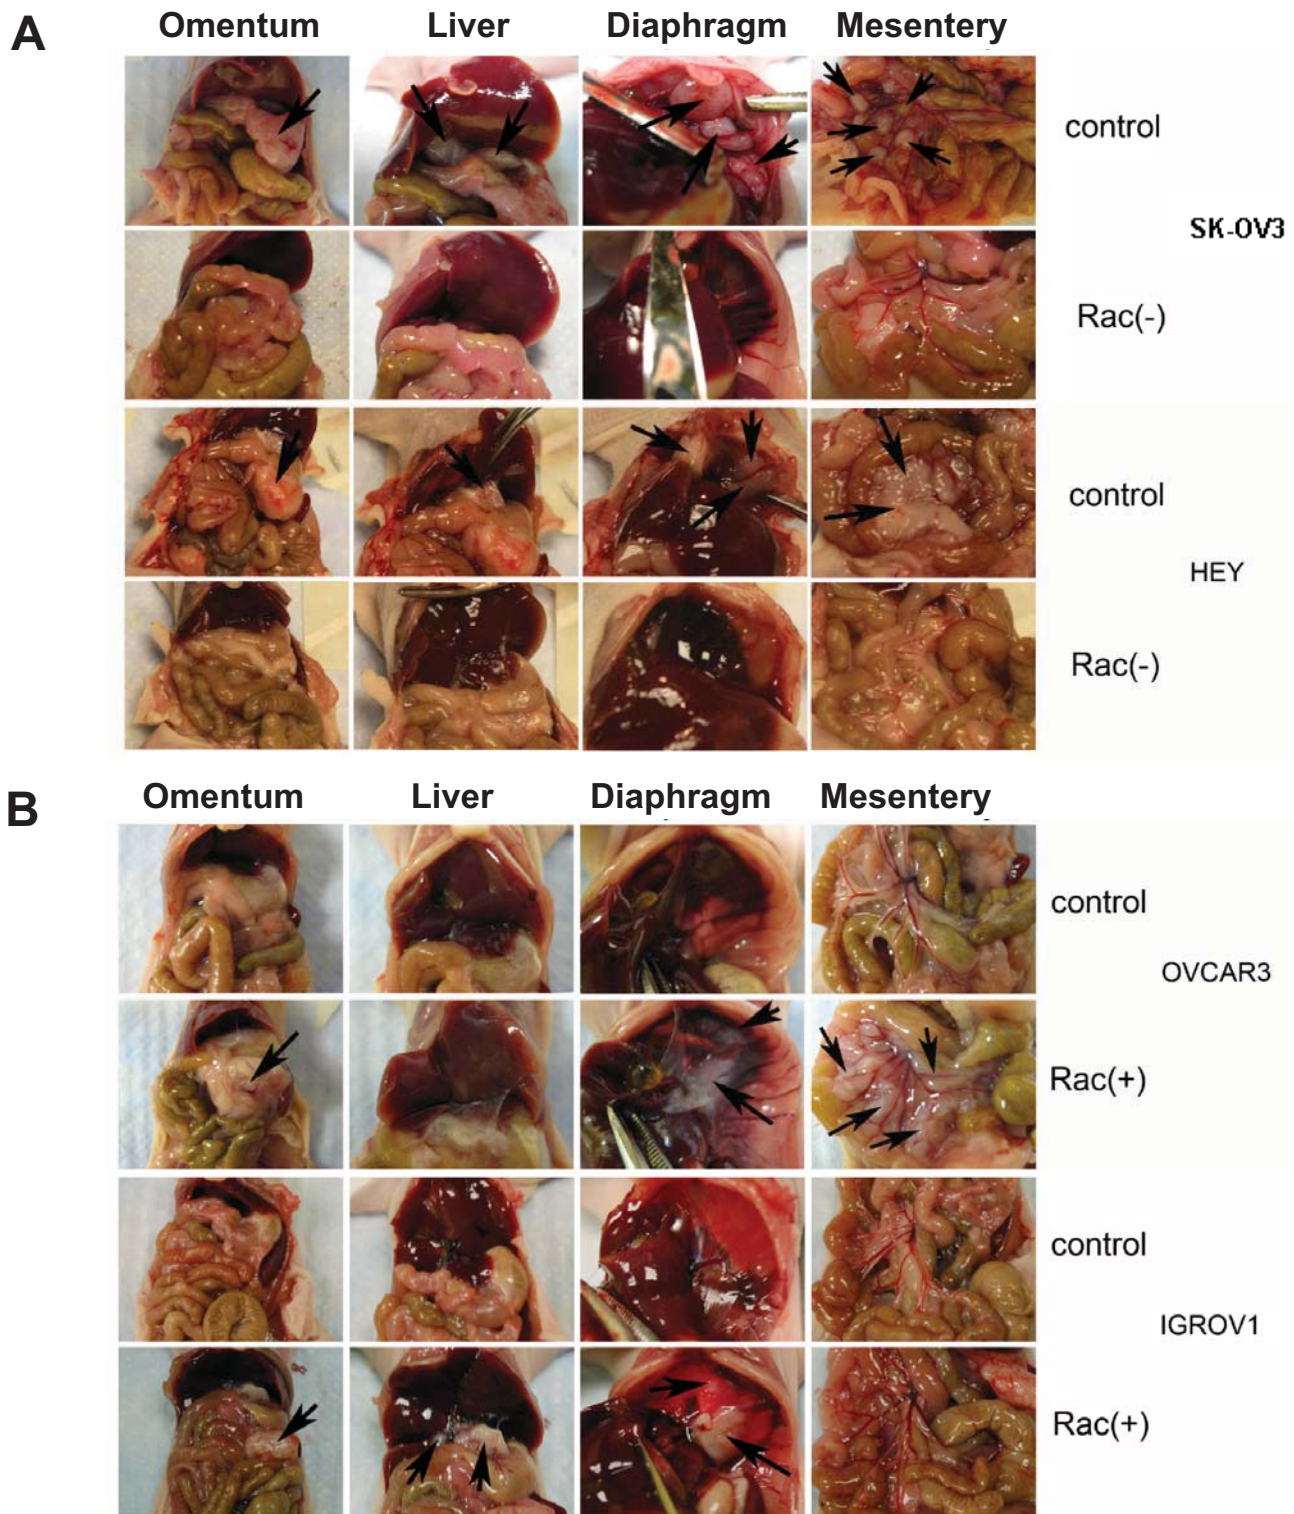 A
Omentum Liver Diaphragm Mesentery
control
SK-OV3
Rac(-)
control
HEY
Rac(-)
B
Omentum Liver Diaphragm Mesentery
control
OVCAR3
Rac(+)
control
IGROV1
Rac(+)